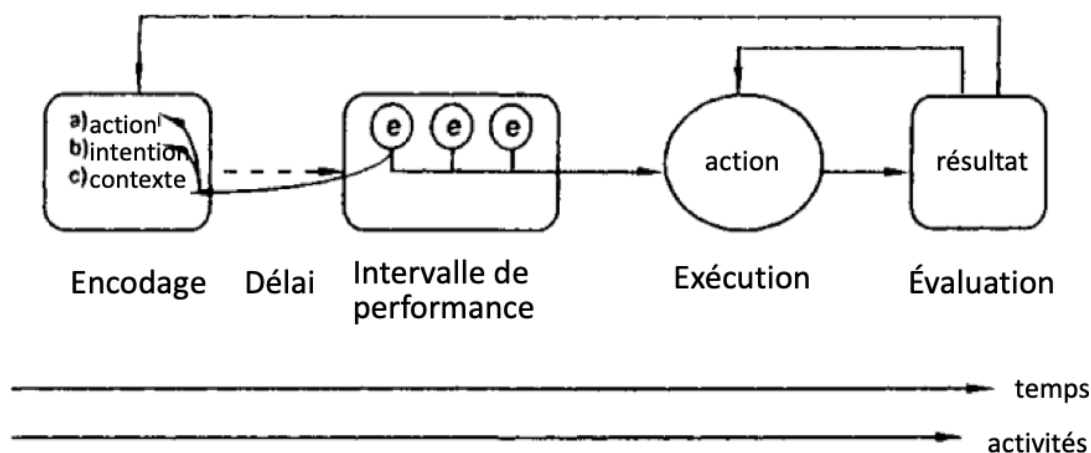 a) action
b) intention
c) contexte
e e e
action
résultat
Encodage
Délai
Intervalle de
performance
Exécution
Évaluation
temps
activités